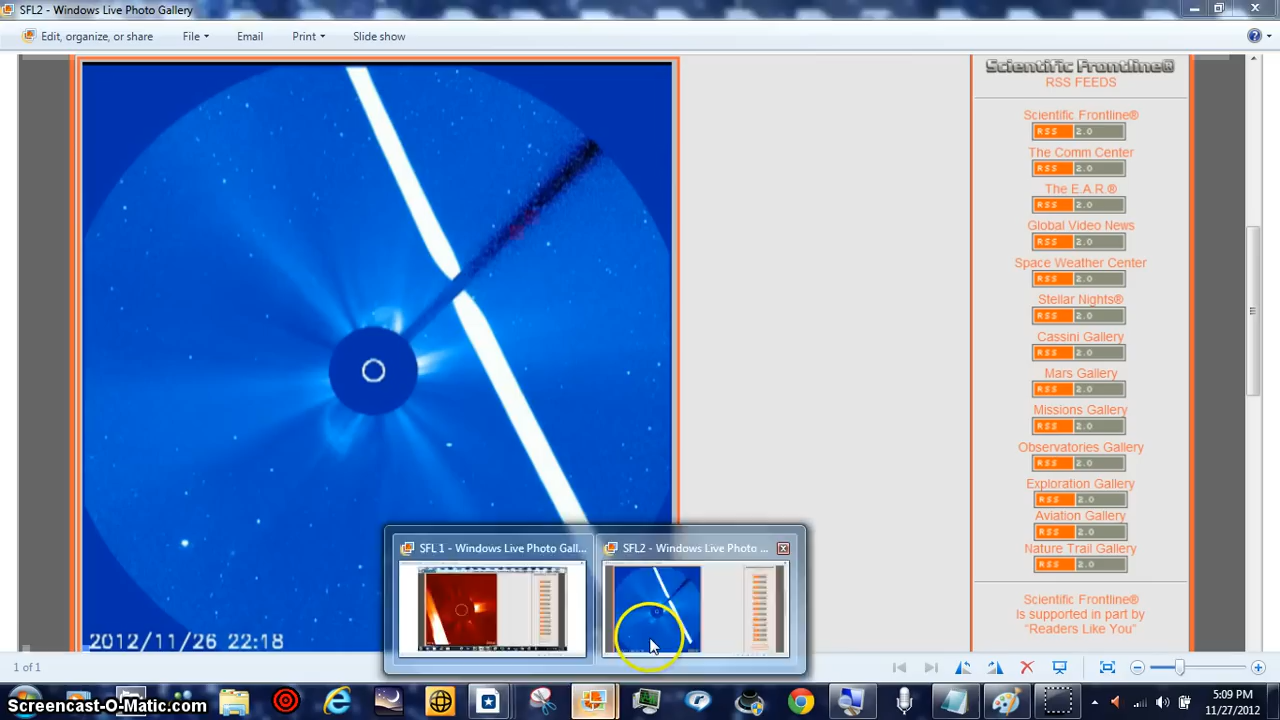 SFL2 - Windows Live Photo Gallery
Edit, organize, or share
File
Email
Print
Slide show
Scientific Frontline®
RSS FEEDS
Scientific Frontline®
RSS 2.0
The Comm Center
RSS 2.0
The E.A.R.®
RSS 2.0
Global Video News
RSS 2.0
Space Weather Center
RSS 2.0
Stellar Nights®
RSS 2.0
Cassini Gallery
RSS 2.0
Mars Gallery
RSS 2.0
Missions Gallery
RSS 2.0
Observatories Gallery
RSS 2.0
Exploration Gallery
RSS 2.0
Aviation Gallery
RSS 2.0
Nature Trail Gallery
RSS 2.0
Scientific Frontline®
is supported in part by
"Readers Like You"
SFL 1 - Windows Live Photo Gall...
SFL2 - Windows Live Photo ...
2012/11/26 22:18
1 of 1
Screencast-O-Matic.com
5:09 PM
11/27/2012